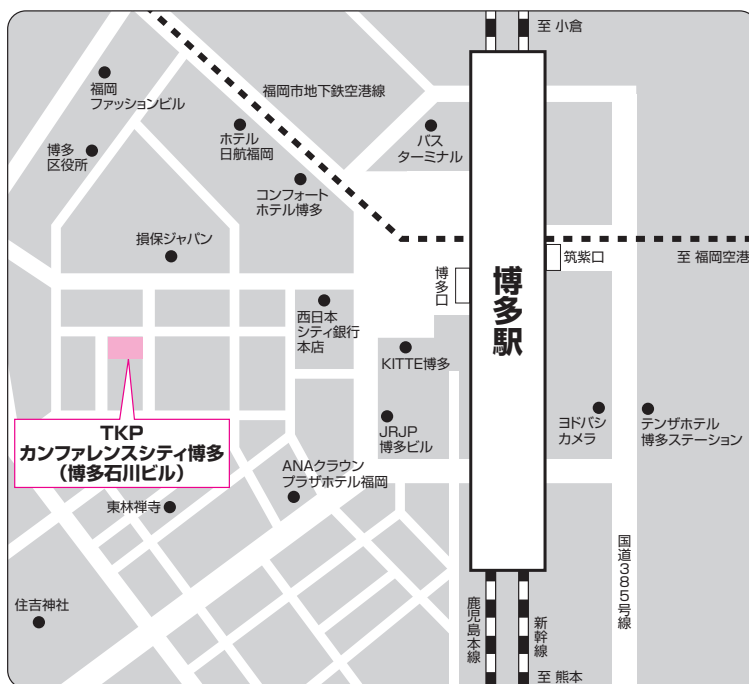 至 小倉
福岡
ファッションビル
福岡市地下鉄空港線
ホテル
日航福岡
バス
ターミナル
博多
区役所
コンフォート
ホテル博多
損保ジャパン
博多口
博多駅
筑紫口
至 福岡空港
西日本
シティ銀行
本店
KITTE博多
TKP
カンファレンスシティ博多
（博多石川ビル）
JRJP
博多ビル
ヨドバシ
カメラ
テンザホテル
博多ステーション
ANAクラウン
プラザホテル福岡
東林禅寺
国道385号線
住吉神社
鹿児島本線
新幹線
至 熊本